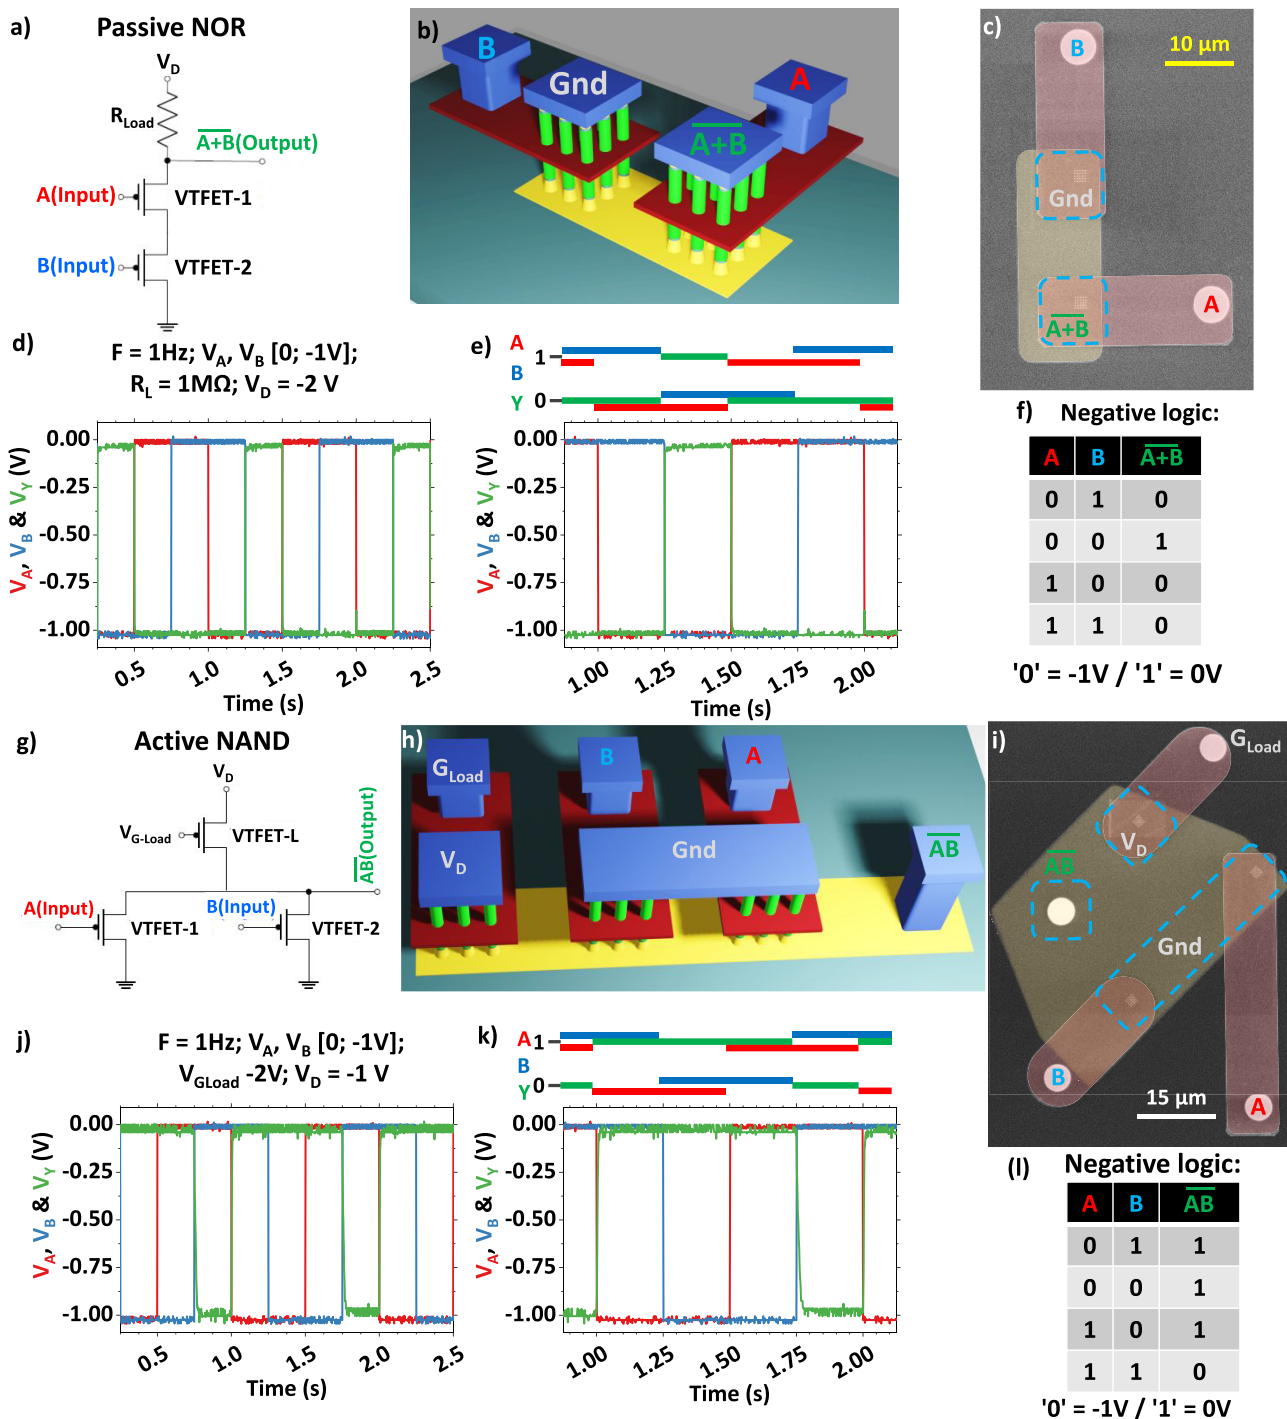 a)
Passive NOR
V_D
R_Load
A+B(Output)
A(Input)
VTFET-1
B(Input)
VTFET-2
b)
B
Gnd
A
A+B
c)
B
10 µm
Gnd
A
A+B
d)
F = 1Hz; V_A, V_B [0; -1V];
R_L = 1MΩ; V_D = -2 V
V_A, V_B & V_Y (V)
0.00
-0.25
-0.50
-0.75
-1.00
0.5 1.0 1.5 2.0 2.5
Time (s)
e)
A
1
B
Y 0
V_A, V_B & V_Y (V)
0.00
-0.25
-0.50
-0.75
-1.00
1.00 1.25 1.50 1.75 2.00
Time (s)
f) Negative logic:
A B A+B
0 1 0
0 0 1
1 0 0
1 1 0
'0' = -1V / '1' = 0V
g)
Active NAND
V_D
V_G-Load
VTFET-L
AB(Output)
A(Input)
VTFET-1
B(Input)
VTFET-2
h)
G_Load
B
A
V_D
Gnd
AB
i)
G_Load
V_D
AB
Gnd
B
15 µm
A
j)
F = 1Hz; V_A, V_B [0; -1V];
V_GLoad -2V; V_D = -1 V
V_A, V_B & V_Y (V)
0.00
-0.25
-0.50
-0.75
-1.00
0.5 1.0 1.5 2.0 2.5
Time (s)
k)
A 1
B
Y 0
V_A, V_B & V_Y (V)
0.00
-0.25
-0.50
-0.75
-1.00
1.00 1.25 1.50 1.75 2.00
Time (s)
(l) Negative logic:
A B AB
0 1 1
0 0 1
1 0 1
1 1 0
'0' = -1V / '1' = 0V